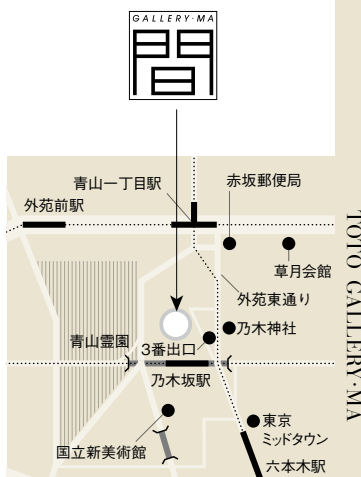 GALLERY·MA
間
青山一丁目駅
赤坂郵便局
外苑前駅
草月会館
外苑東通り
乃木神社
青山霊園
3番出口
乃木坂駅
東京
ミッドタウン
国立新美術館
六本木駅
TOTO GALLERY·MA